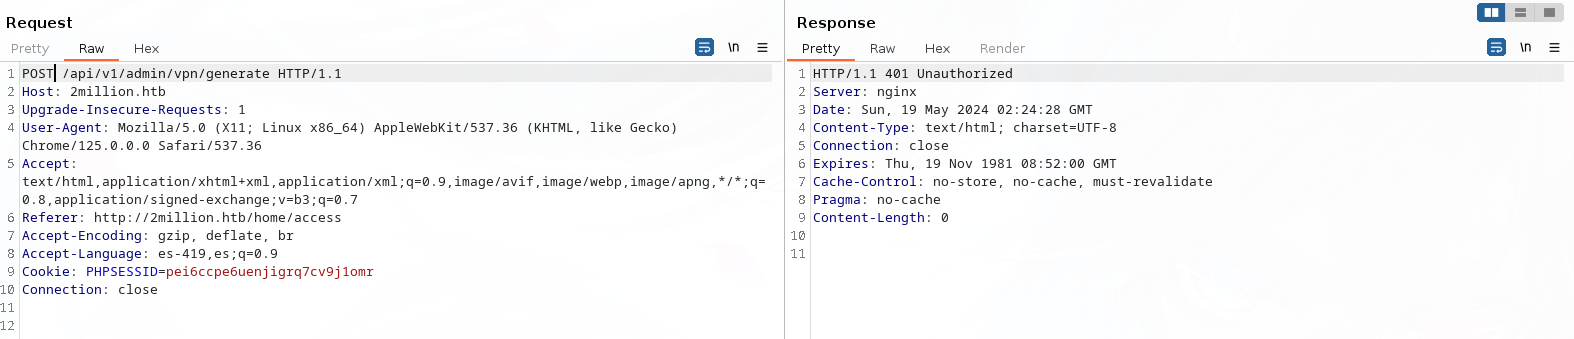 Request
Pretty Raw Hex \n
1 POST /api/v1/admin/vpn/generate HTTP/1.1
2 Host: 2million.htb
3 Upgrade-Insecure-Requests: 1
4 User-Agent: Mozilla/5.0 (X11; Linux x86_64) AppleWebKit/537.36 (KHTML, like Gecko)
Chrome/125.0.0.0 Safari/537.36
5 Accept:
text/html,application/xhtml+xml,application/xml;q=0.9,image/avif,image/webp,image/apng,*/*;q=
0.8,application/signed-exchange;v=b3;q=0.7
6 Referer: http://2million.htb/home/access
7 Accept-Encoding: gzip, deflate, br
8 Accept-Language: es-419,es;q=0.9
9 Cookie: PHPSESSID=pei6ccpe6uenjigrq7cv9j1omr
10 Connection: close
11
12
Response
Pretty Raw Hex Render \n
1 HTTP/1.1 401 Unauthorized
2 Server: nginx
3 Date: Sun, 19 May 2024 02:24:28 GMT
4 Content-Type: text/html; charset=UTF-8
5 Connection: close
6 Expires: Thu, 19 Nov 1981 08:52:00 GMT
7 Cache-Control: no-store, no-cache, must-revalidate
8 Pragma: no-cache
9 Content-Length: 0
10
11